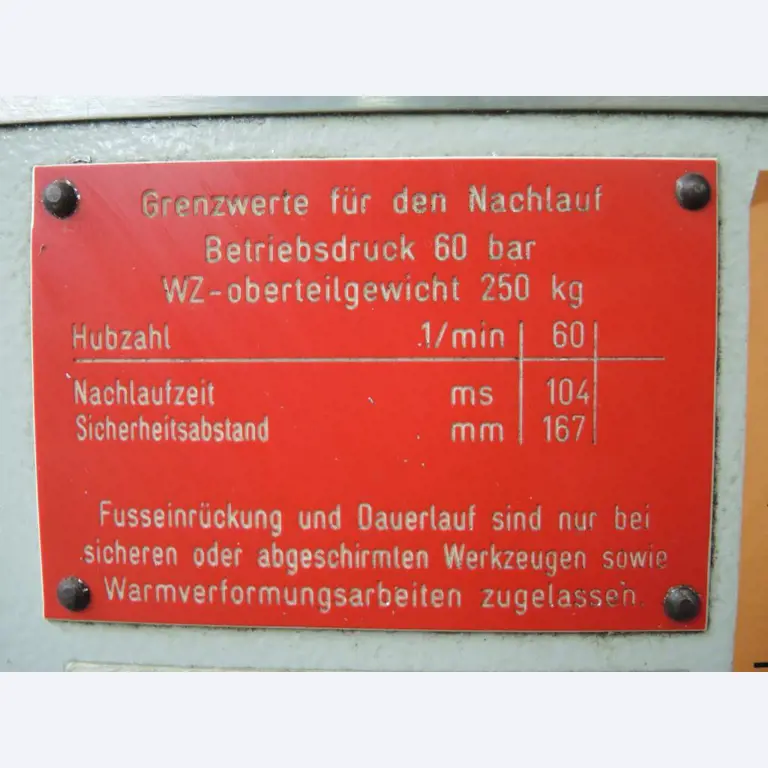 Grenzwerte für den Nachlauf
Betriebsdruck 60 bar
WZ-oberteilgewicht 250 kg
Hubzahl 1/min 60
Nachlaufzeit ms 104
Sicherheitsabstand mm 167
Fusseinrückung und Dauerlauf sind nur bei
sicheren oder abgeschirmten Werkzeugen sowie
Warmverformungsarbeiten zugelassen.